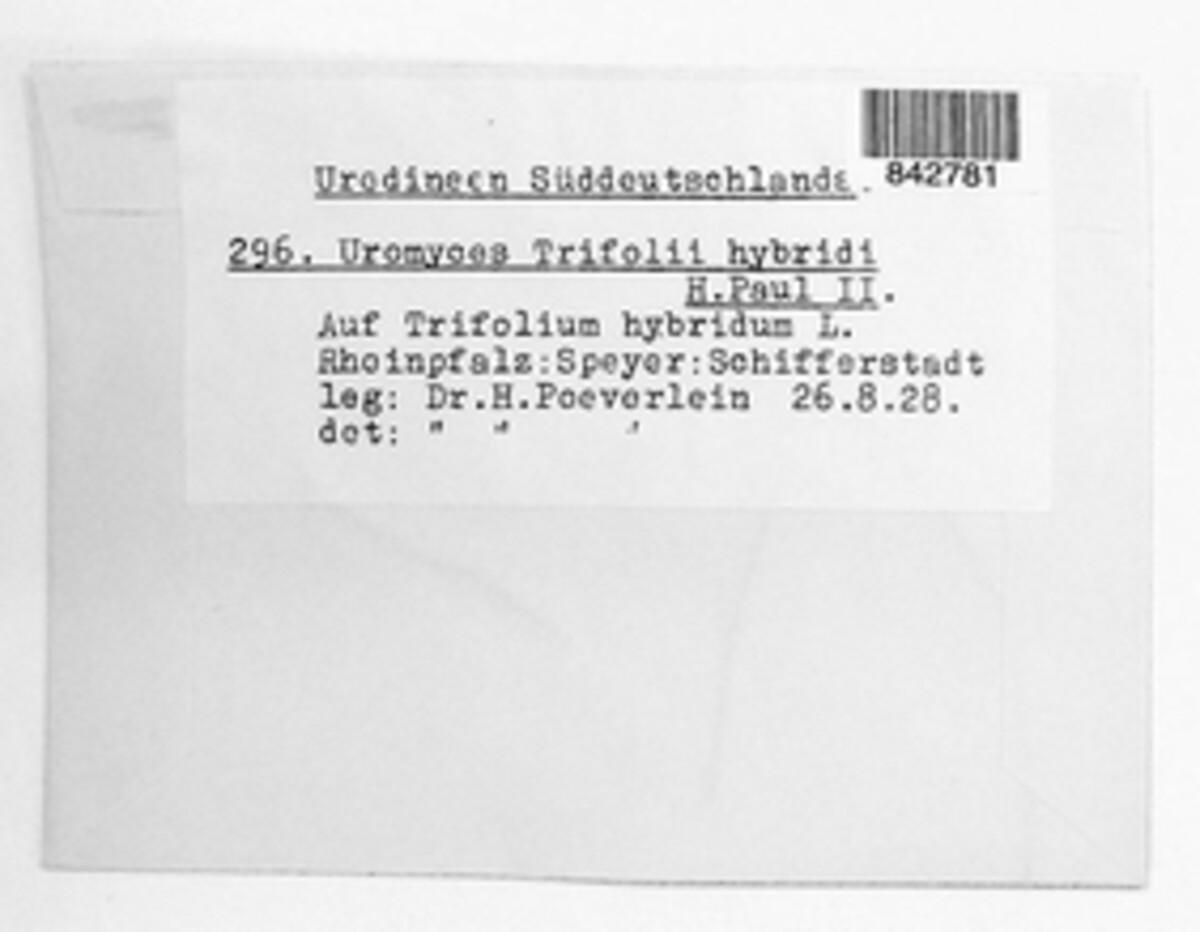 842781
Uredineen Süddeutschlands.
296. Uromyces Trifolii hybridi
H.Paul II.
Auf Trifolium hybridum L.
Rheinpfalz:Speyer:Schifferstadt
leg: Dr.H.Poeverlein 26.8.28.
det: " " "